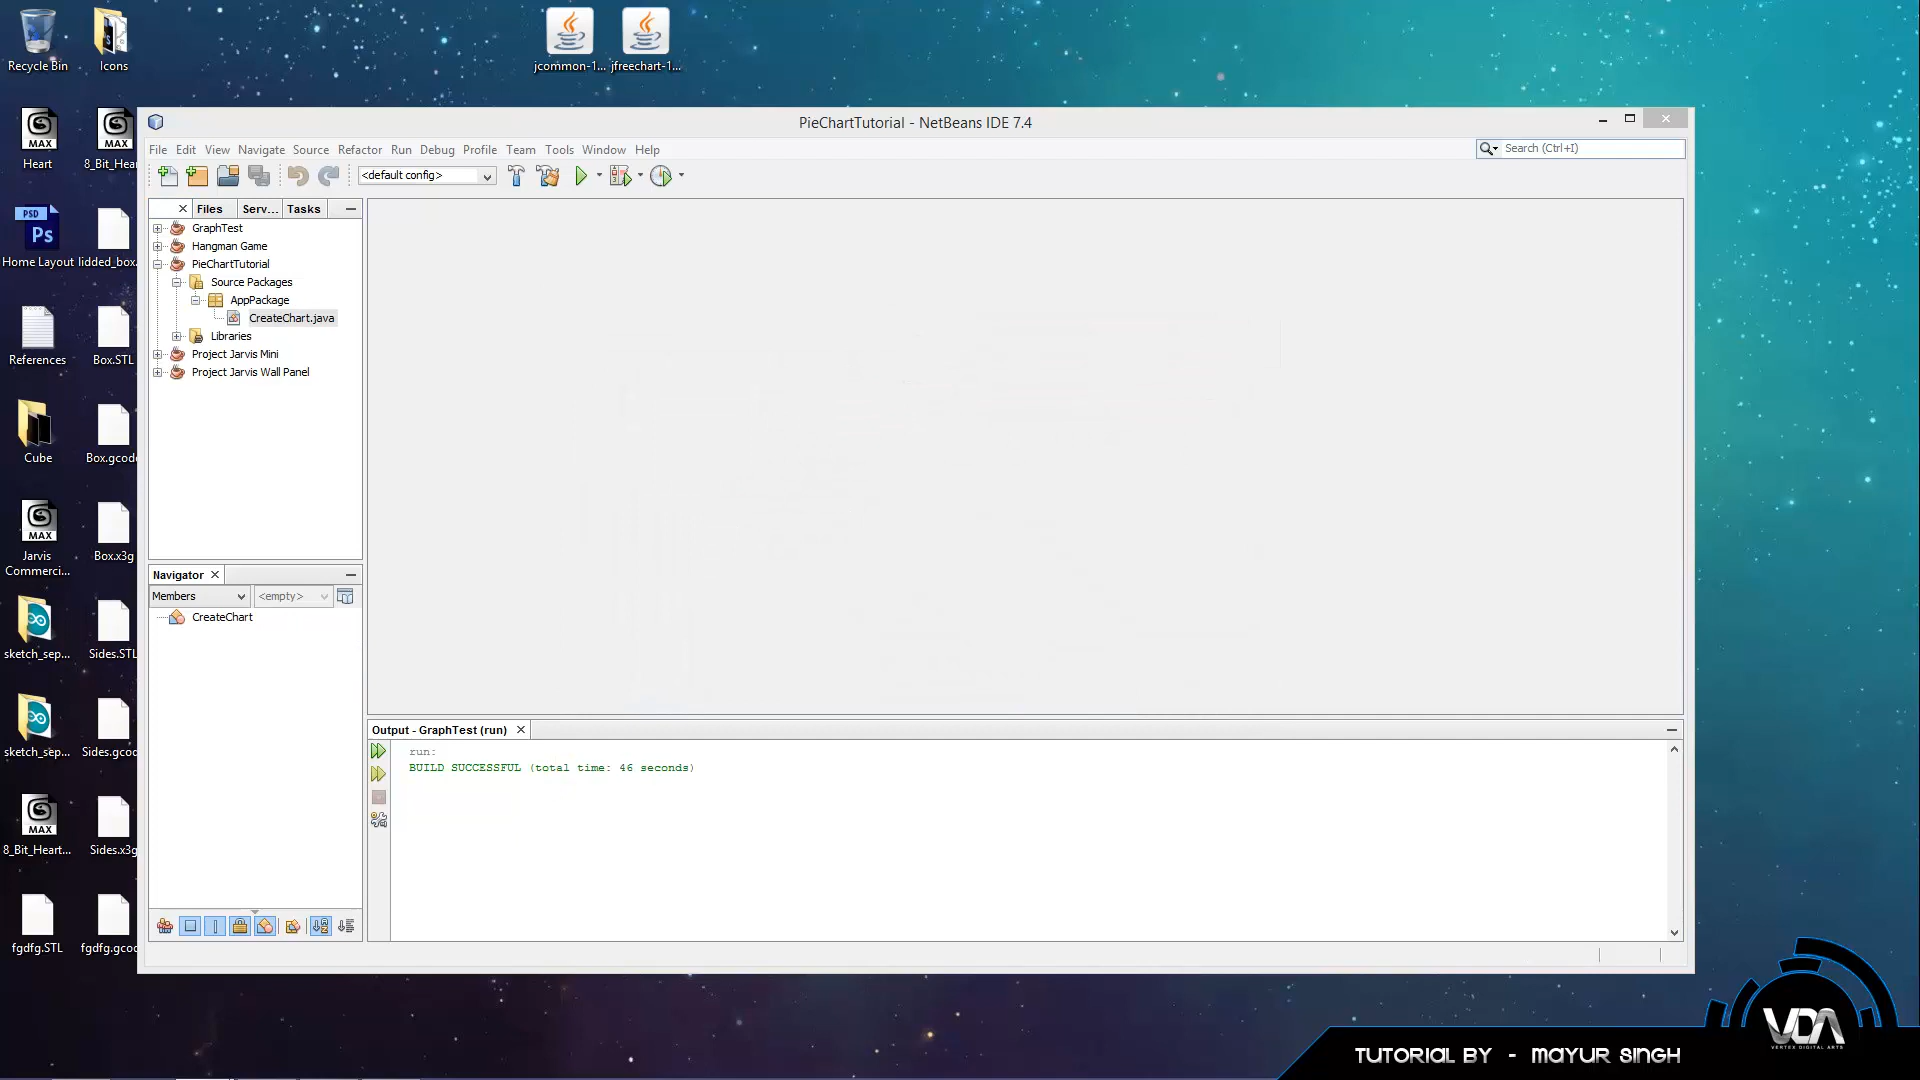 Recycle Bin
Icons
jcommon-1...
jfreechart-1...
MAX
Heart
MAX
8_Bit_Hear
PSD
Ps
Home Layout
lidded_box.
References
Box.STL
Cube
Box.gcode
MAX
Jarvis
Commerci...
Box.x3g
sketch_sep...
Sides.STL
sketch_sep...
Sides.gcod
MAX
8_Bit_Heart...
Sides.x3g
fgdfg.STL
fgdfg.gcod
PieChartTutorial - NetBeans IDE 7.4
File Edit View Navigate Source Refactor Run Debug Profile Team Tools Window Help
Search (Ctrl+I)
<default config>
Files Serv... Tasks
GraphTest
Hangman Game
PieChartTutorial
Source Packages
AppPackage
CreateChart.java
Libraries
Project Jarvis Mini
Project Jarvis Wall Panel
Navigator
Members <empty>
CreateChart
Output - GraphTest (run)
run:
BUILD SUCCESSFUL (total time: 46 seconds)
VDA
VERTEX DIGITAL ARTS
TUTORIAL BY - MAYUR SINGH